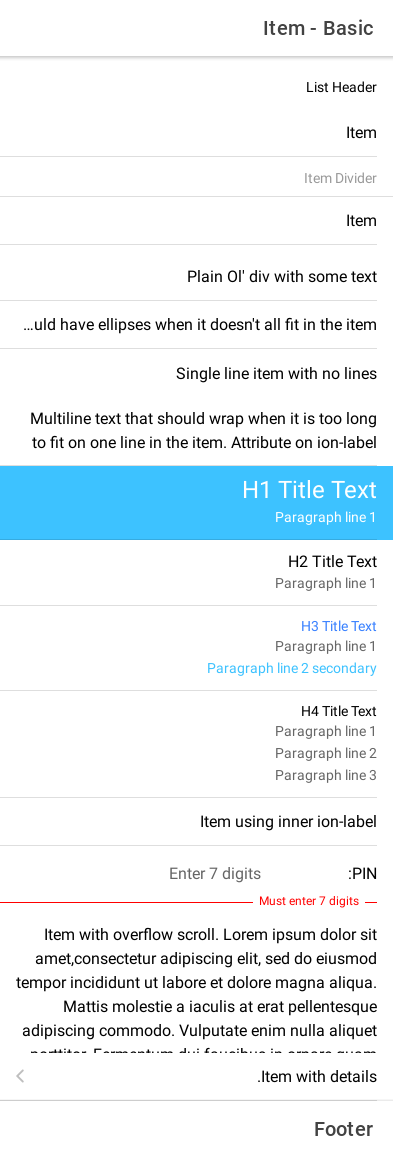 Item - Basic
List Header
Item
Item Divider
Item
Plain Ol' div with some text
...uld have ellipses when it doesn't all fit in the item
Single line item with no lines
Multiline text that should wrap when it is too long
to fit on one line in the item. Attribute on ion-label
H1 Title Text
Paragraph line 1
H2 Title Text
Paragraph line 1
H3 Title Text
Paragraph line 1
Paragraph line 2 secondary
H4 Title Text
Paragraph line 1
Paragraph line 2
Paragraph line 3
Item using inner ion-label
:PIN Enter 7 digits
Must enter 7 digits
Item with overflow scroll. Lorem ipsum dolor sit
amet,consectetur adipiscing elit, sed do eiusmod
tempor incididunt ut labore et dolore magna aliqua.
Mattis molestie a iaculis at erat pellentesque
adipiscing commodo. Vulputate enim nulla aliquet
porttitor. Fermentum dui faucibus in ornare quam
.Item with details
Footer